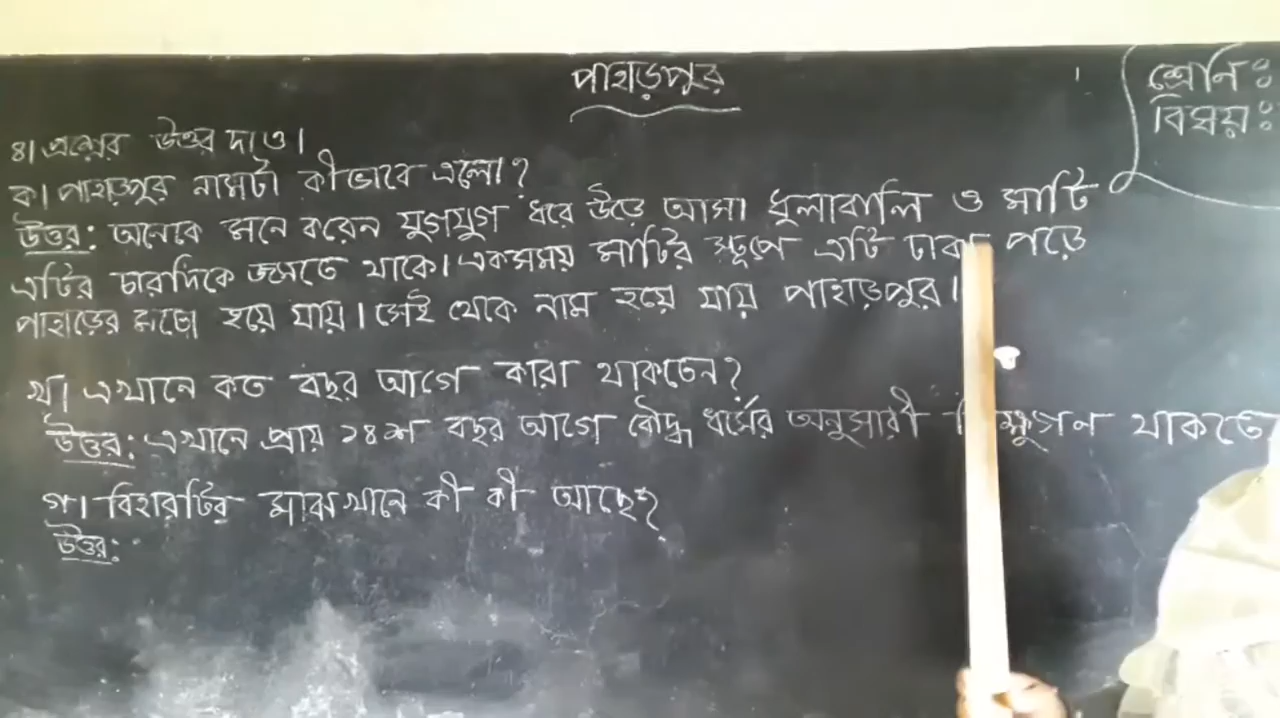 পাহাড়পুর
শ্রেণি:
বিষয়:
৪। প্রশ্নের উত্তর দাও।
ক। পাহাড়পুর নামটা কীভাবে এলো?
উত্তর: অনেকে মনে করেন যুগযুগ ধরে উড়ে আসা ধুলাবালি ও মাটি
এটির চারদিকে জমতে থাকে। একসময় মাটির স্তূপে এটি ঢাকা পড়ে
পাহাড়ের মতো হয়ে যায়। সেই থেকে নাম হয়ে যায় পাহাড়পুর।
খ। এখানে কত বছর আগে কারা থাকতেন?
উত্তর: এখানে প্রায় ১৪শ বছর আগে বৌদ্ধ ধর্মের অনুসারী থাকতে
গ। বিহারটির মাঝখানে কী কী আছে?
উত্তর: